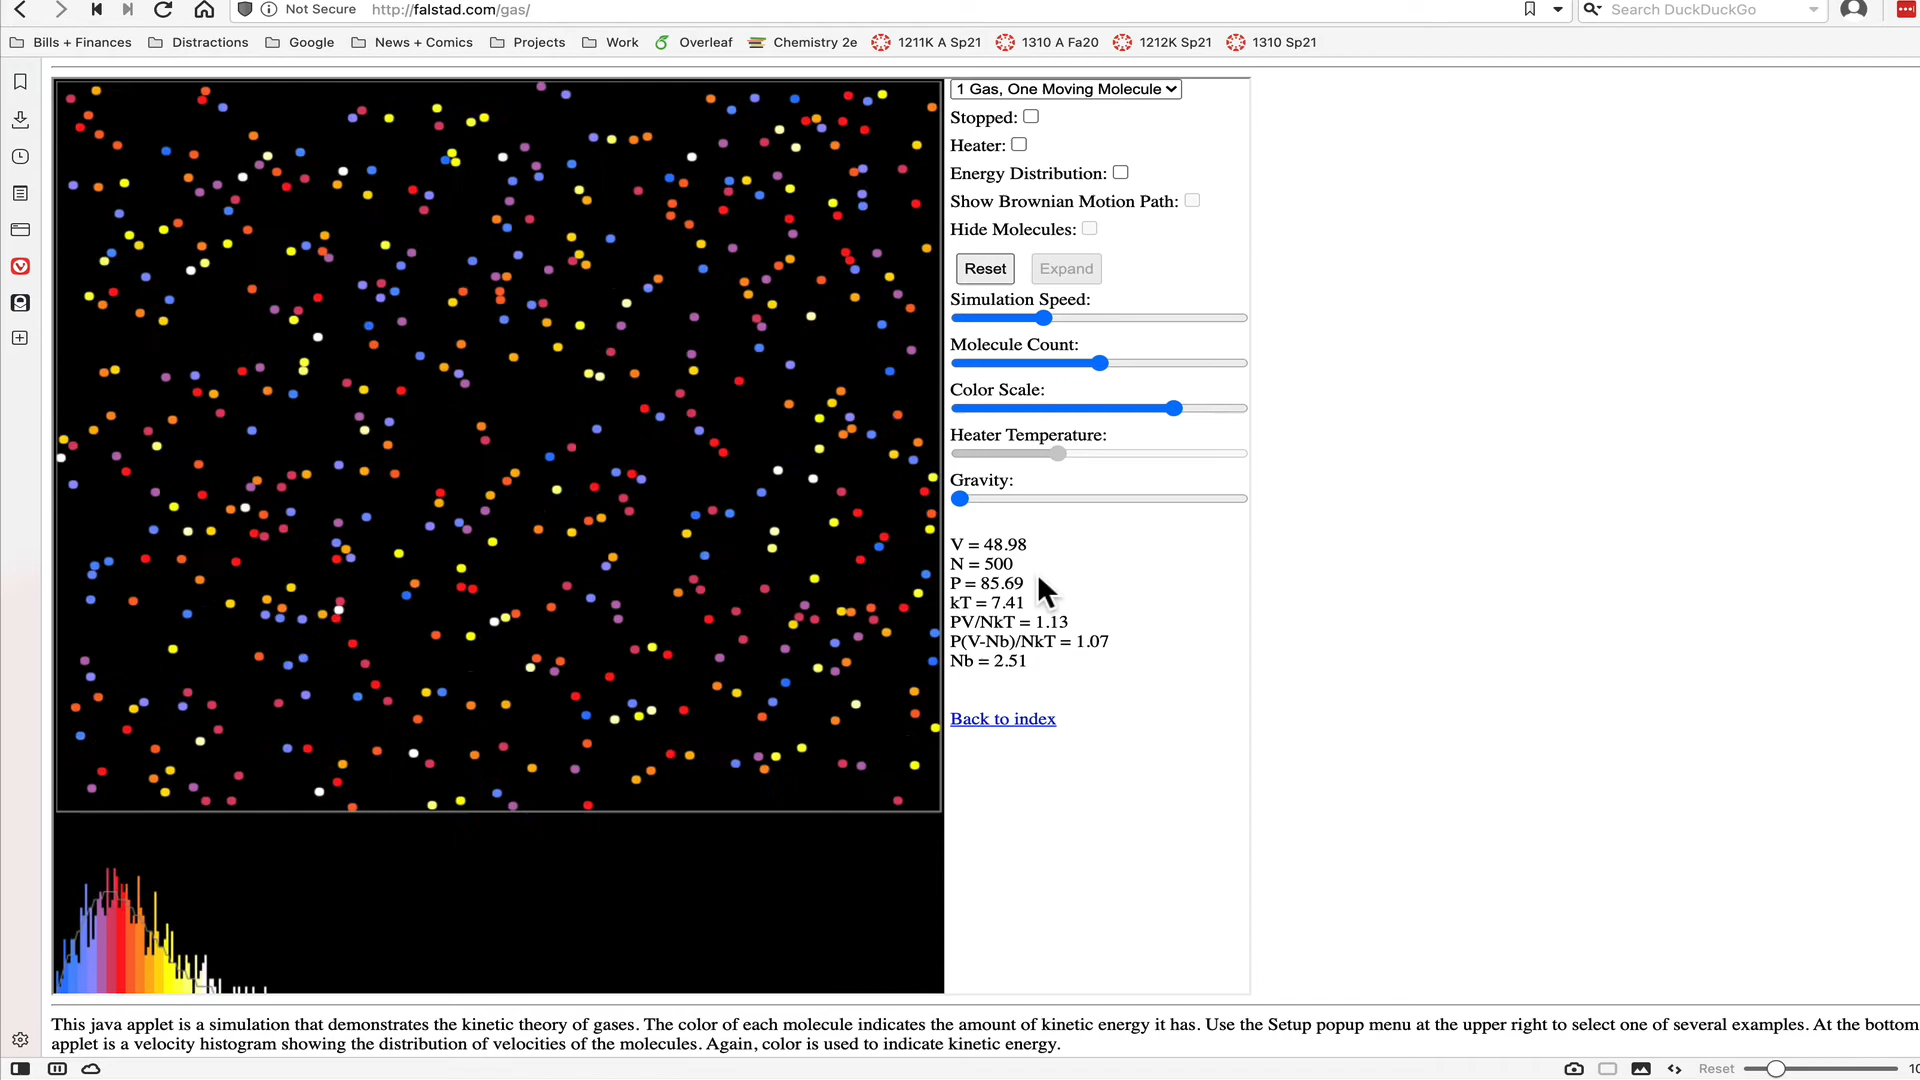 Not Secure http://falstad.com/gas/ Search DuckDuckGo
Bills + Finances Distractions Google News + Comics Projects Work Overleaf Chemistry 2e 1211K A Sp21 1310 A Fa20 1212K Sp21 1310 Sp21
1 Gas, One Moving Molecule
Stopped:
Heater:
Energy Distribution:
Show Brownian Motion Path:
Hide Molecules:
Reset Expand
Simulation Speed:
Molecule Count:
Color Scale:
Heater Temperature:
Gravity:
V = 48.98
N = 500
P = 85.69
kT = 7.41
PV/NkT = 1.13
P(V-Nb)/NkT = 1.07
Nb = 2.51
Back to index
This java applet is a simulation that demonstrates the kinetic theory of gases. The color of each molecule indicates the amount of kinetic energy it has. Use the Setup popup menu at the upper right to select one of several examples. At the bottom
applet is a velocity histogram showing the distribution of velocities of the molecules. Again, color is used to indicate kinetic energy.
Reset